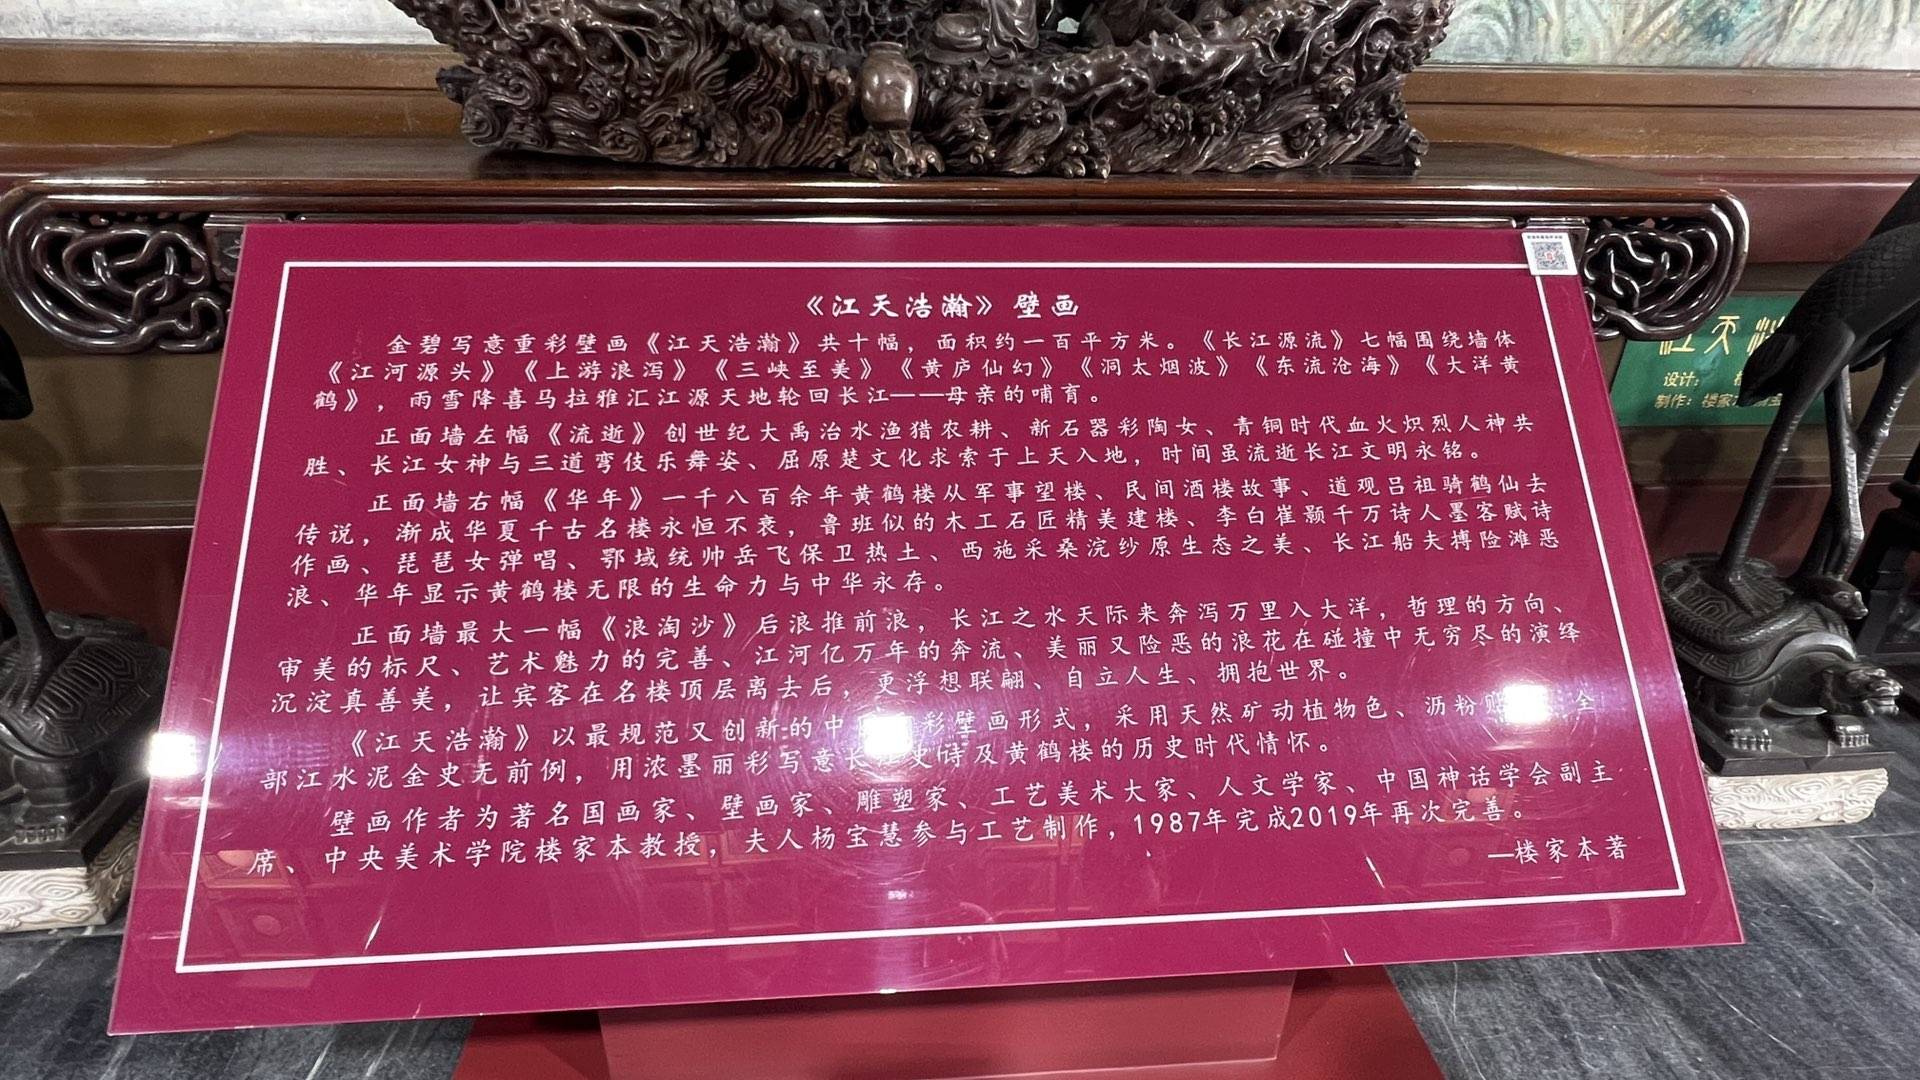 《江天浩瀚》壁画
金碧写意重彩壁画《江天浩瀚》共十幅，面积约一百平方米。《长江源流》七幅围绕墙体
《江河源头》《上游浪泻》《三峡至美》《黄庐仙幻》《洞太烟波》《东流沧海》《大洋黄
鹤》，雨雪降喜马拉雅汇江源天地轮回长江——母亲的哺育。
正面墙左幅《流逝》创世纪大禹治水渔猎农耕、新石器彩陶女、青铜时代血火炽烈人神共
胜、长江女神与三道弯伎乐舞姿、屈原楚文化求索于上天入地，时间虽流逝长江文明永铭。
正面墙右幅《华年》一千八百余年黄鹤楼从军事望楼、民间酒楼故事、道观吕祖骑鹤仙去
传说，渐成华夏千古名楼永恒不衰，鲁班似的木工石匠精美建楼、李白崔颢千万诗人墨客赋诗
作画、琵琶女弹唱、鄂域统帅岳飞保卫热土、西施采桑浣纱原生态之美、长江船夫搏险滩恶
浪、华年显示黄鹤楼无限的生命力与中华永存。
正面墙最大一幅《浪淘沙》后浪推前浪，长江之水天际来奔泻万里入大洋，哲理的方向、
审美的标尺、艺术魅力的完善、江河亿万年的奔流、美丽又险恶的浪花在碰撞中无穷尽的演绎
沉淀真善美，让宾客在名楼顶层离去后，更浮想联翩、自立人生、拥抱世界。
《江天浩瀚》以最规范又创新的中 彩壁画形式，采用天然矿动植物色、沥粉 全
部江水泥金史无前例，用浓墨丽彩写意长江史诗及黄鹤楼的历史时代情怀。
壁画作者为著名国画家、壁画家、雕塑家、工艺美术大家、人文学家、中国神话学会副主
席、中央美术学院楼家本教授，夫人杨宝慧参与工艺制作，1987年完成2019年再次完善。
—楼家本著
江天
设计：
制作：楼家